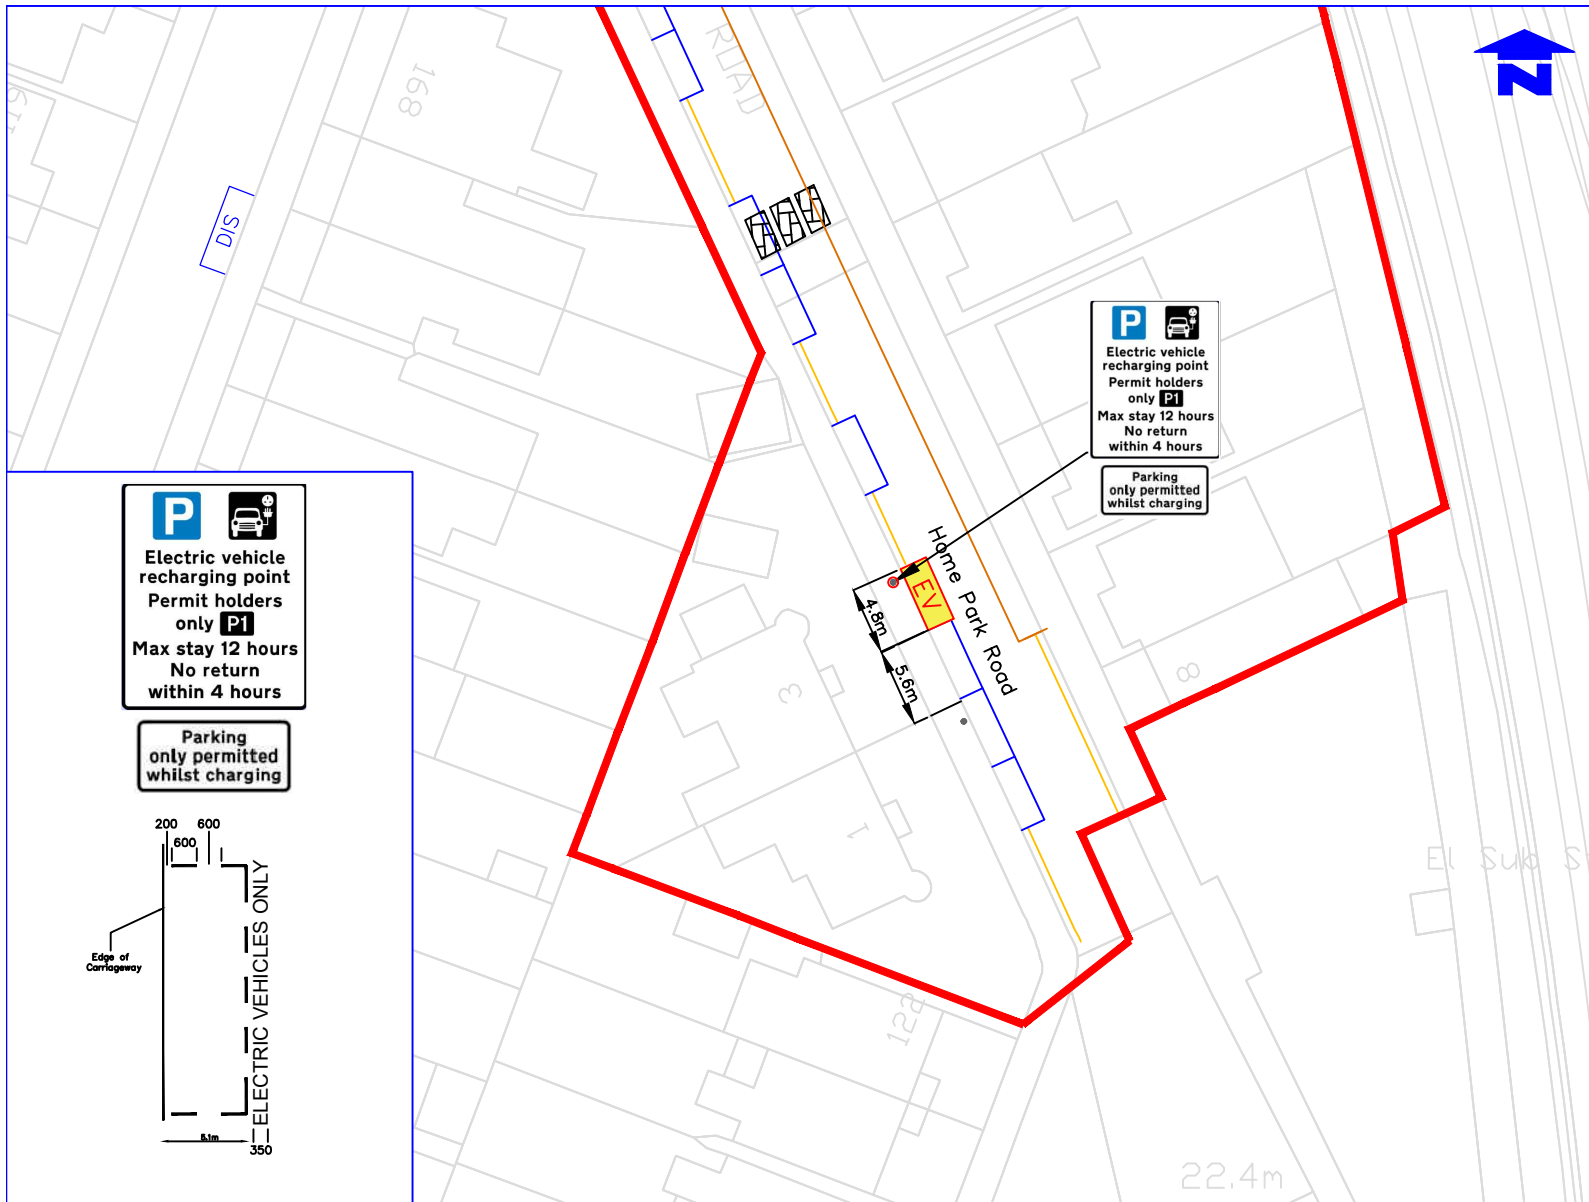 168
ROAD
DIS
P
Electric vehicle
recharging point
Permit holders
only P1
Max stay 12 hours
No return
within 4 hours
Parking
only permitted
whilst charging
Home Park Road
EV
4.8m
5.6m
3
8
1
El Sub S
122
22.4m
P
Electric vehicle
recharging point
Permit holders
only P1
Max stay 12 hours
No return
within 4 hours
Parking
only permitted
whilst charging
200
600
600
Edge of
Carriageway
ELECTRIC VEHICLES ONLY
350
N